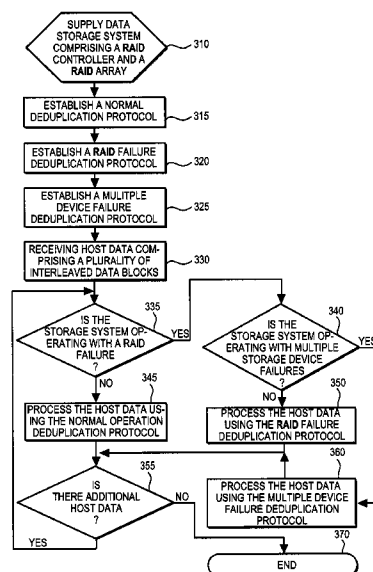 SUPPLY DATA
STORAGE SYSTEM
COMPRISING A RAID
CONTROLLER AND A
RAID ARRAY
310
ESTABLISH A NORMAL
DEDUPLICATION PROTOCOL
315
ESTABLISH A RAID FAILURE
DEDUPLICATION PROTOCOL
320
ESTABLISH A MULITPLE
DEVICE FAILURE
DEDUPLICATION PROTOCOL
325
RECEIVING HOST DATA COM-
PRISING A PLURALITY OF
INTERLEAVED DATA BLOCKS
330
335
IS THE
STORAGE SYSTEM OP-
ERATING WITH A RAID
FAILURE
?
YES
NO
340
IS THE
STORAGE SYSTEM OP-
ERATING WITH MULTIPLE
STORAGE DEVICE
FAILURES
?
YES
NO
345
PROCESS THE HOST DATA US-
ING THE NORMAL OPERATION
DEDUPLICATION PROTOCOL
350
PROCESS THE HOST DATA
USING THE RAID FAILURE
DEDUPLICATION PROTOCOL
355
IS
THERE ADDITIONAL
HOST DATA
?
NO
YES
360
PROCESS THE HOST DATA
USING THE MULTIPLE DEVICE
FAILURE DEDUPLICATION
PROTOCOL
370
END